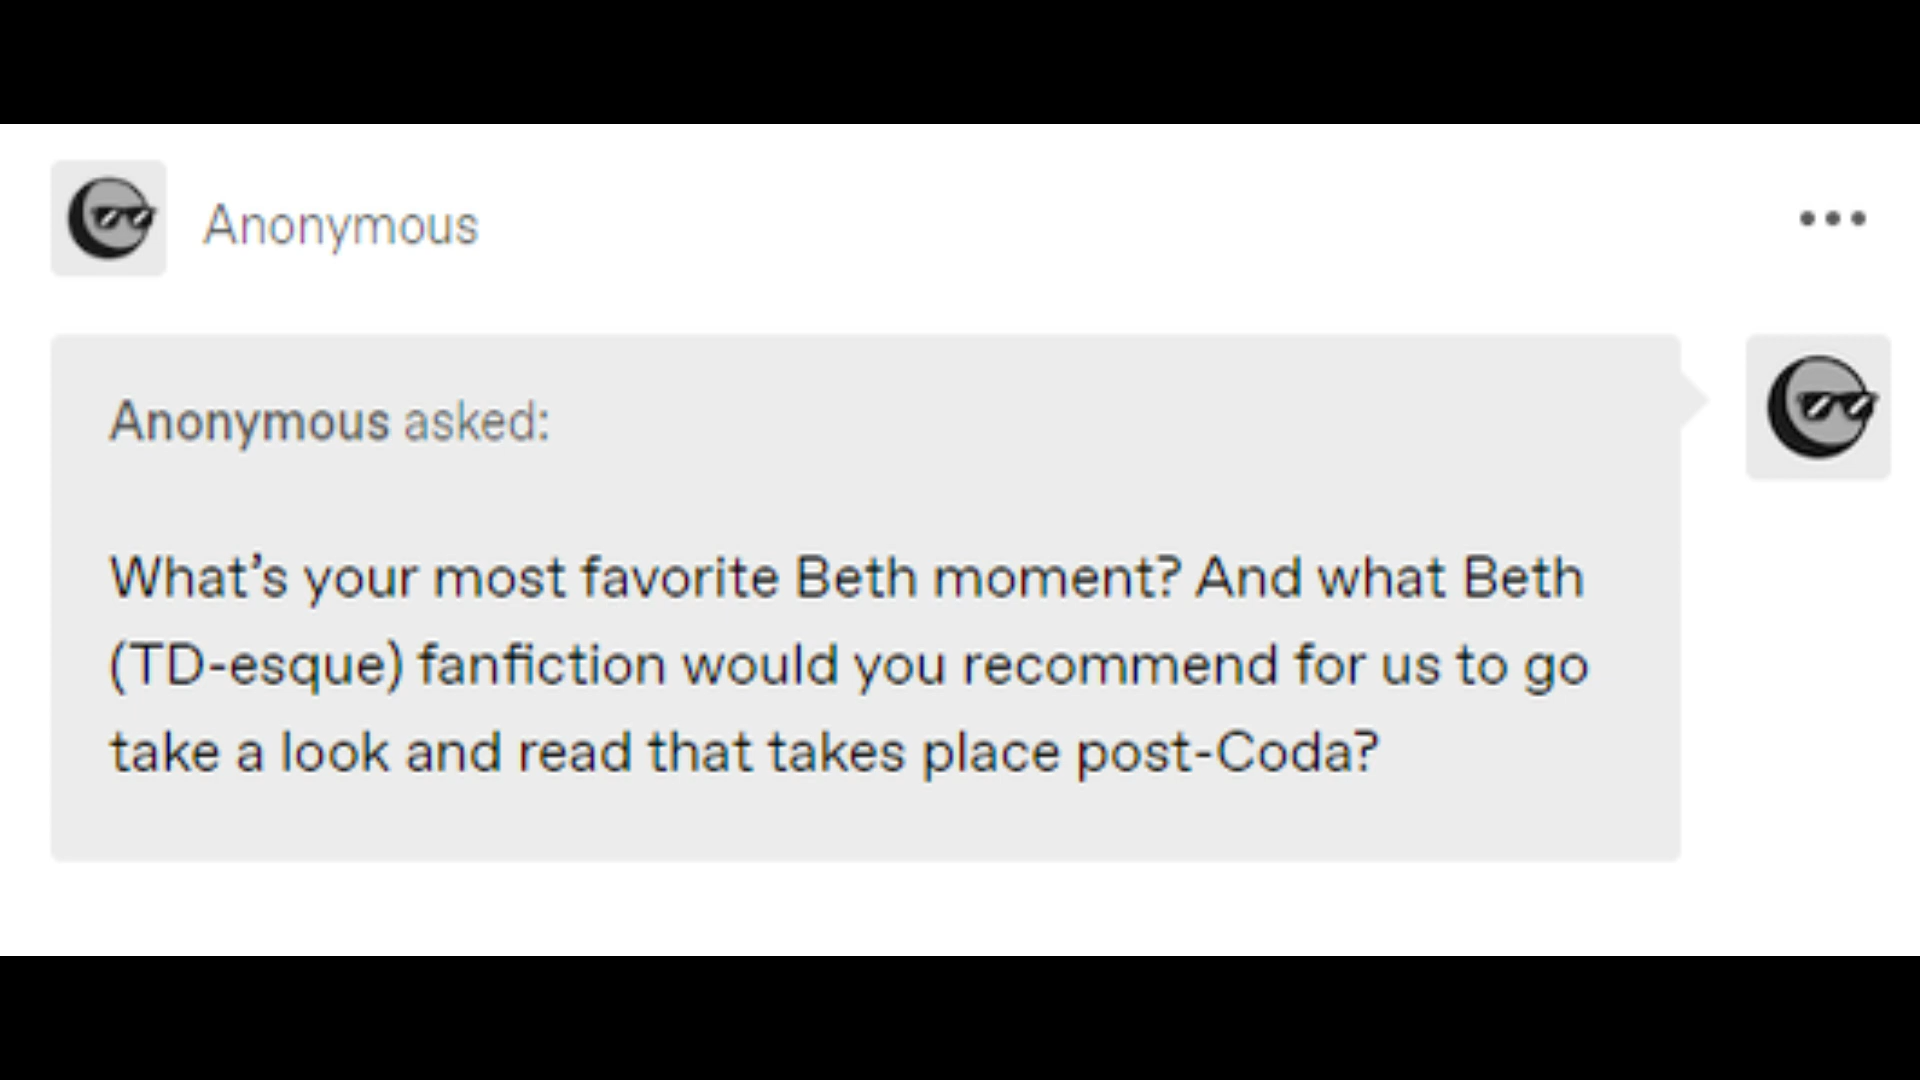 Anonymous
Anonymous asked:
What’s your most favorite Beth moment? And what Beth
(TD-esque) fanfiction would you recommend for us to go
take a look and read that takes place post-Coda?